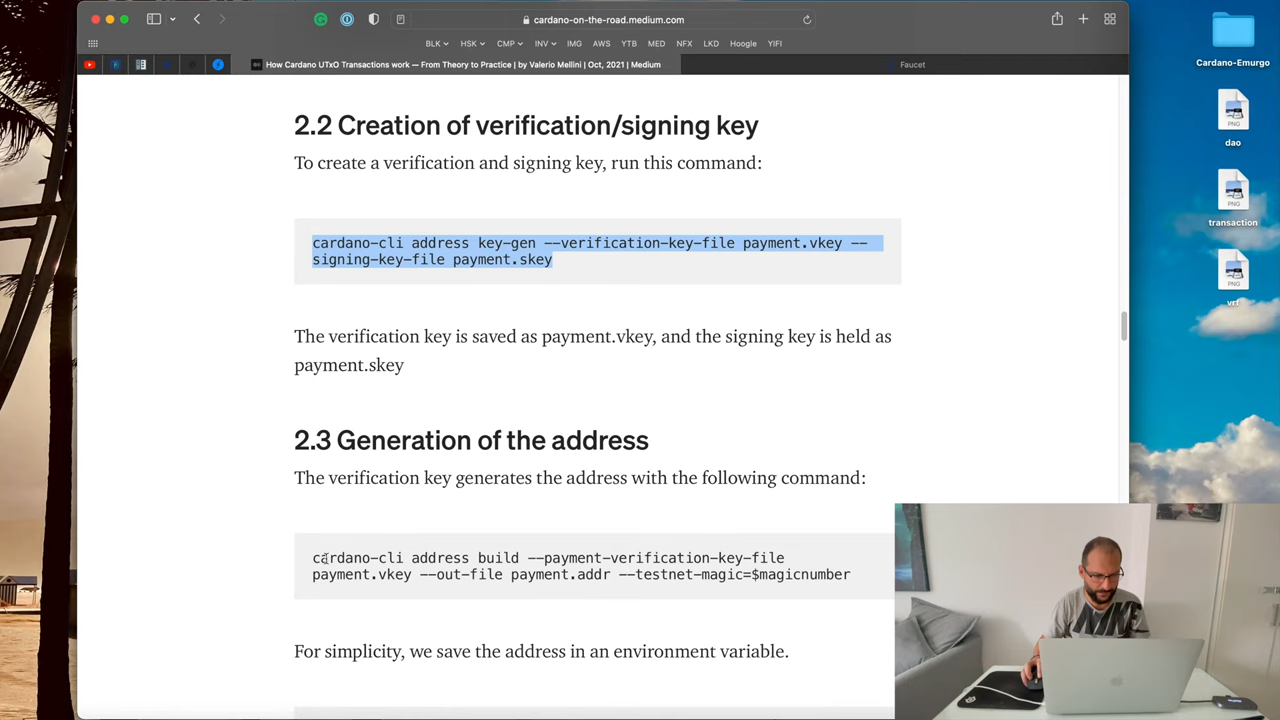 cardano-on-the-road.medium.com
BLK HSK CMP INV IMG AWS YTB MED NFX LKD Hoogle YIFI
How Cardano UTxO Transactions work — From Theory to Practice | by Valerio Mellini | Oct, 2021 | Medium
Faucet
2.2 Creation of verification/signing key
To create a verification and signing key, run this command:
cardano-cli address key-gen --verification-key-file payment.vkey --
signing-key-file payment.skey
The verification key is saved as payment.vkey, and the signing key is held as
payment.skey
2.3 Generation of the address
The verification key generates the address with the following command:
cardano-cli address build --payment-verification-key-file
payment.vkey --out-file payment.addr --testnet-magic=$magicnumber
For simplicity, we save the address in an environment variable.
Cardano-Emurgo
PNG
dao
PNG
transaction
PNG
vrf